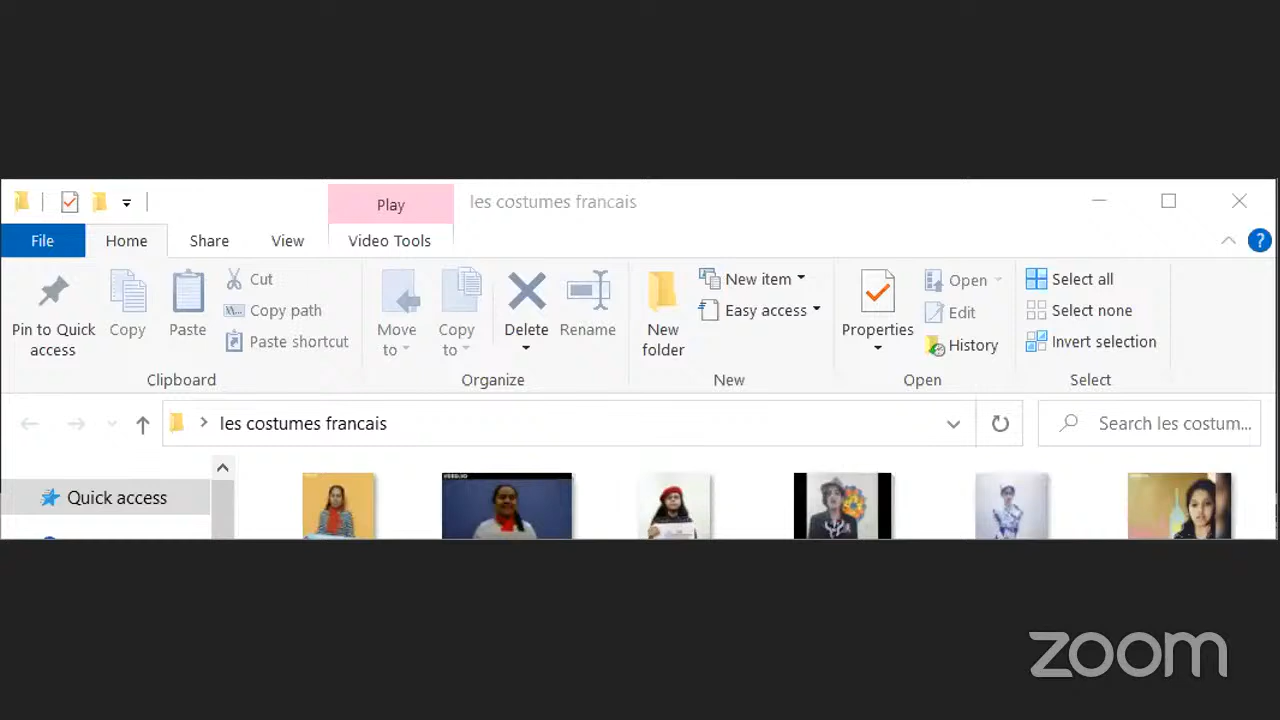 Play
les costumes francais
File
Home
Share
View
Video Tools
?
Pin to Quick access
Copy
Paste
Cut
Copy path
Paste shortcut
Clipboard
Move to
Copy to
Delete
Rename
Organize
New folder
New item
Easy access
New
Properties
Open
Edit
History
Open
Select all
Select none
Invert selection
Select
les costumes francais
Search les costum...
Quick access
zoom